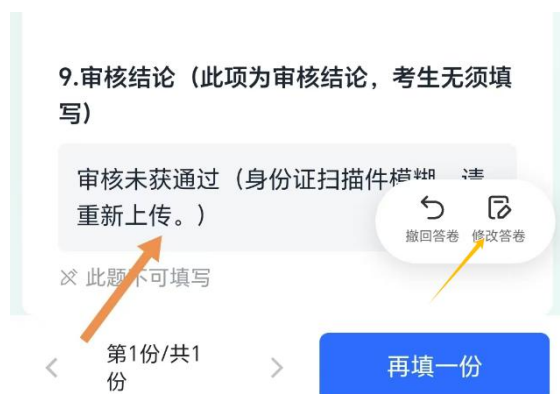 9.审核结论（此项为审核结论，考生无须填
写）
审核未获通过（身份证扫描件模糊，请
重新上传。）
撤回答卷 修改答卷
此题不可填写
第1份/共1
份
再填一份